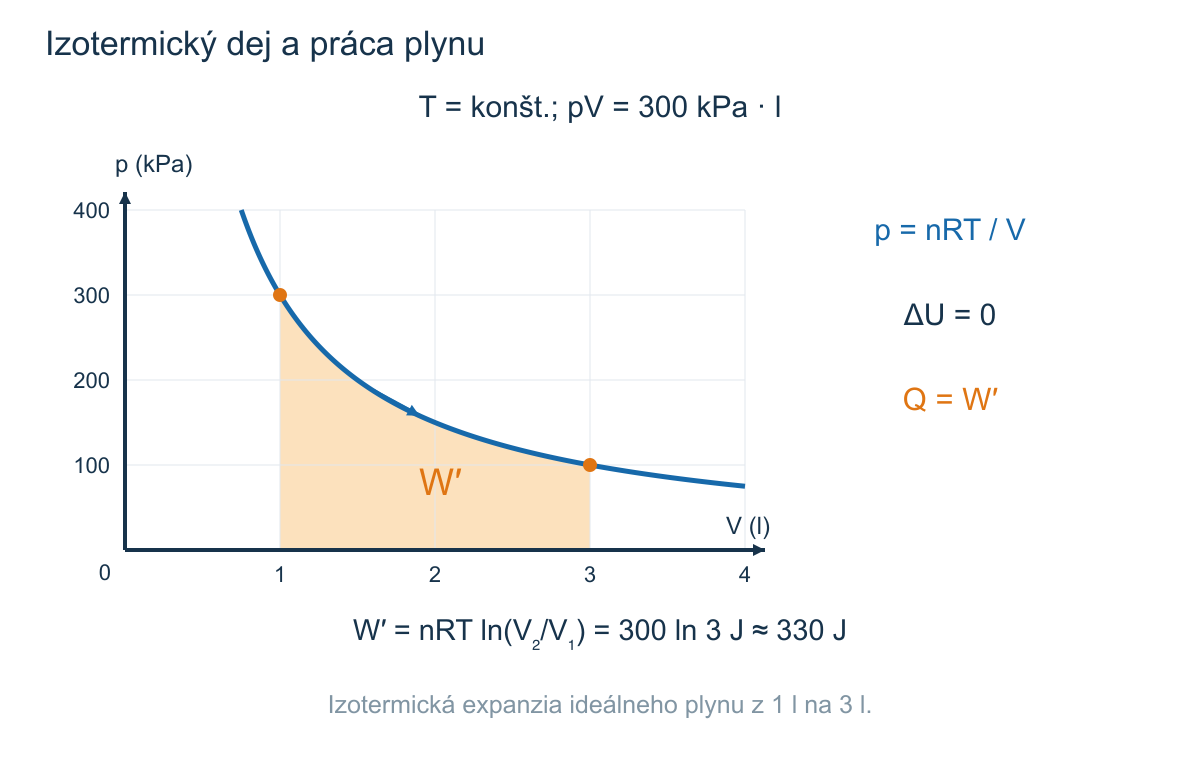 Izotermický dej a práca plynu
T = konšt.; pV = 300 kPa · l
p (kPa)
400
300
200
100
0
1
2
3
4
V (l)
W′
p = nRT / V
ΔU = 0
Q = W′
W′ = nRT ln(V₂/V₁) = 300 ln 3 J ≈ 330 J
Izotermická expanzia ideálneho plynu z 1 l na 3 l.